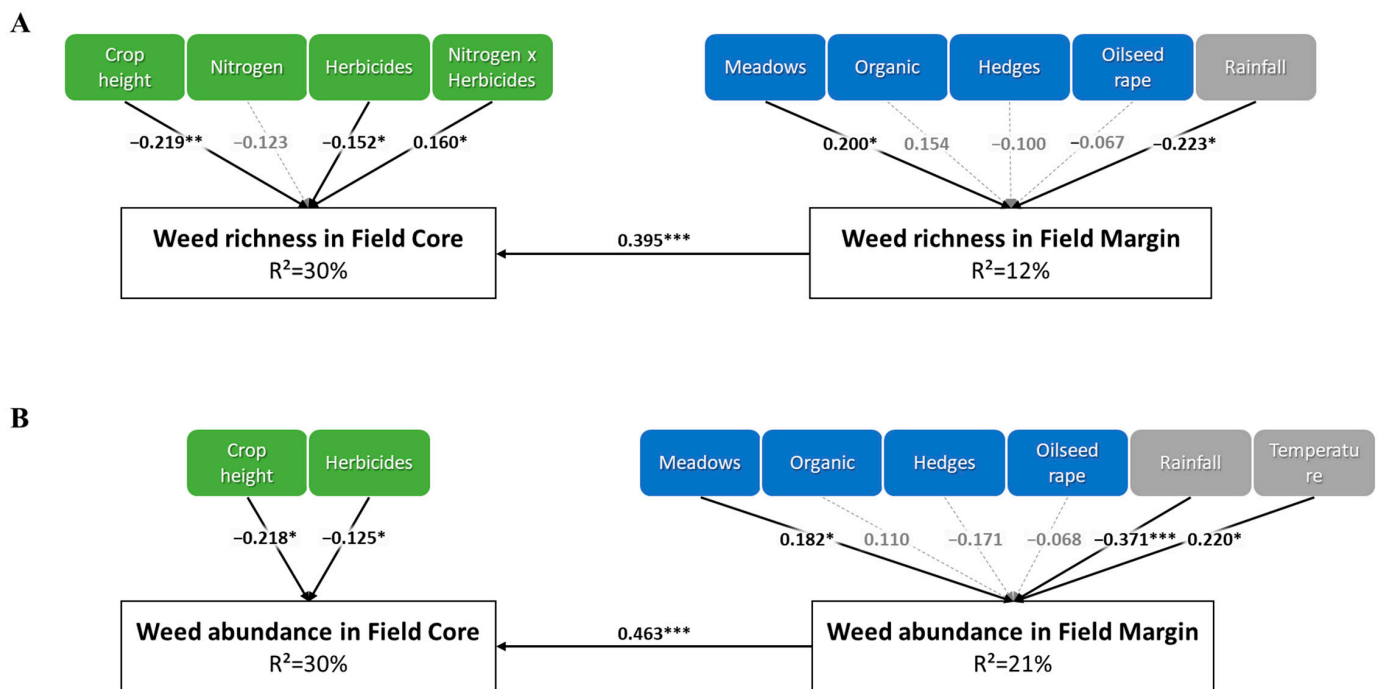 A
Crop
height
Nitrogen
Herbicides
Nitrogen x
Herbicides
Meadows
Organic
Hedges
Oilseed
rape
Rainfall
−0.219** −0.123 −0.152* 0.160*
0.200* 0.154 −0.100 −0.067 −0.223*
Weed richness in Field Core
R²=30%
0.395***
Weed richness in Field Margin
R²=12%
B
Crop
height
Herbicides
Meadows
Organic
Hedges
Oilseed
rape
Rainfall
Temperatu
re
−0.218* −0.125*
0.182* 0.110 −0.171 −0.068 −0.371*** 0.220*
Weed abundance in Field Core
R²=30%
0.463***
Weed abundance in Field Margin
R²=21%